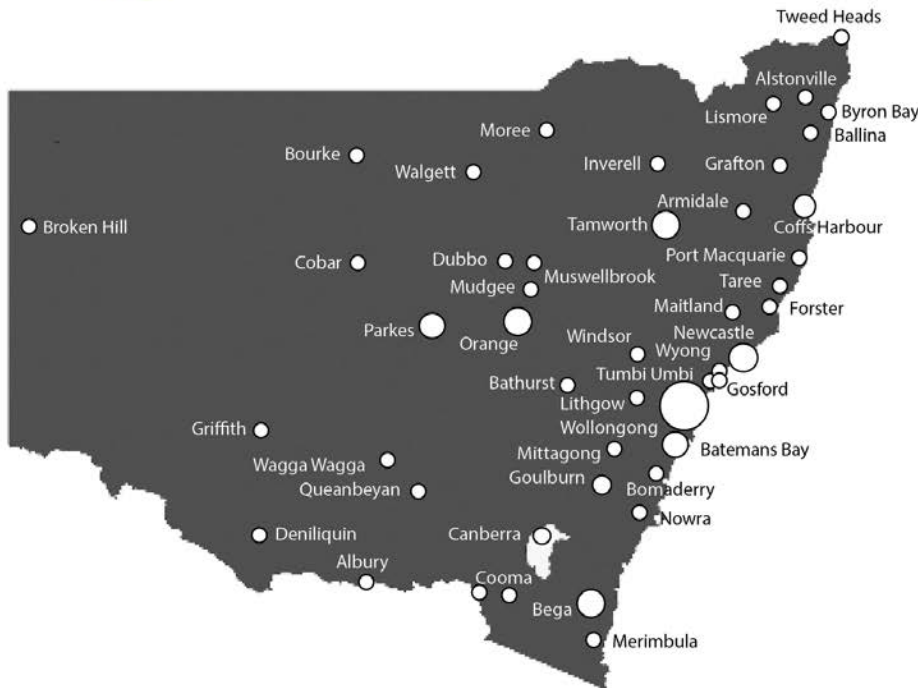 Tweed Heads
Alstonville
Lismore
Byron Bay
Ballina
Moree
Bourke
Walgett
Inverell
Grafton
Armidale
Broken Hill
Tamworth
Coffs Harbour
Cobar
Dubbo
Port Macquarie
Muswellbrook
Mudgee
Taree
Maitland
Forster
Parkes
Orange
Windsor
Newcastle
Wyong
Tumbi Umbi
Bathurst
Gosford
Lithgow
Wollongong
Griffith
Mittagong
Batemans Bay
Wagga Wagga
Goulburn
Queanbeyan
Bomaderry
Nowra
Deniliquin
Canberra
Albury
Cooma
Bega
Merimbula